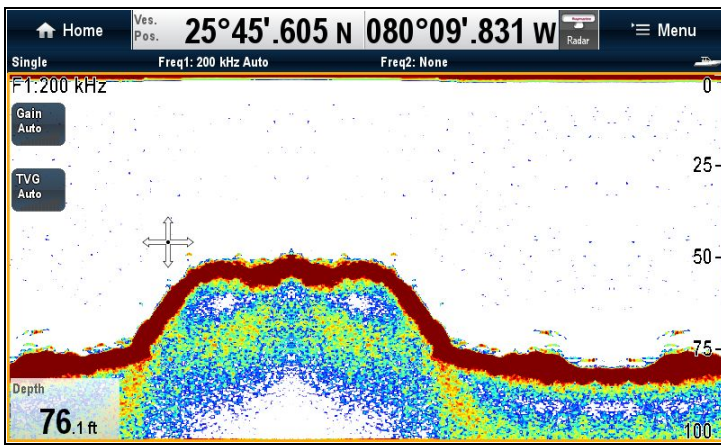 Home
Ves. Pos. 25°45'.605 N 080°09'.831 W
Radar
Menu
Single Freq1: 200 kHz Auto Freq2: None
F1:200 kHz
0
Gain
Auto
25
TVG
Auto
50
75
Depth
76.1 ft
100